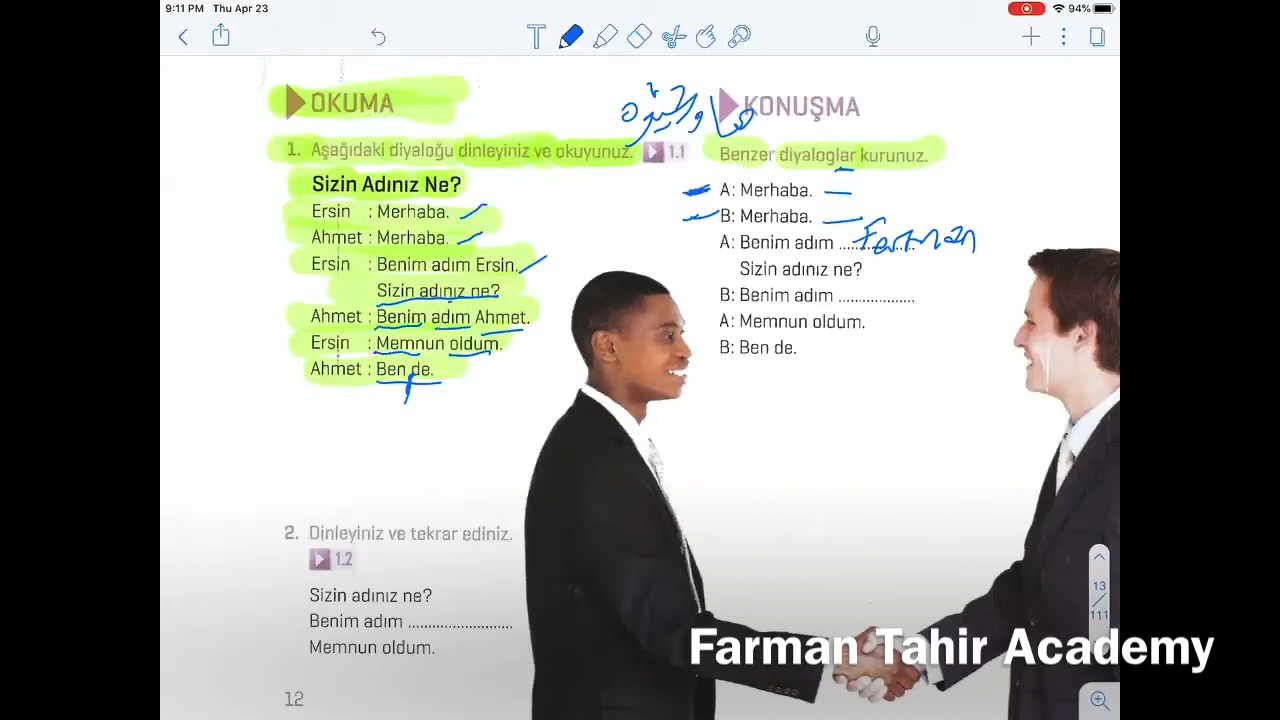 9:11 PM Thu Apr 23
94%
OKUMA
1. Aşağıdaki diyaloğu dinleyiniz ve okuyunuz. 1.1
Sizin Adınız Ne?
Ersin : Merhaba.
Ahmet : Merhaba.
Ersin : Benim adım Ersin.
Sizin adınız ne?
Ahmet : Benim adım Ahmet.
Ersin : Memnun oldum.
Ahmet : Ben de.
2. Dinleyiniz ve tekrar ediniz.
1.2
Sizin adınız ne?
Benim adım .........................
Memnun oldum.
12
KONUŞMA
Benzer diyaloglar kurunuz.
A: Merhaba.
B: Merhaba.
A: Benim adım .................. Farman
Sizin adınız ne?
B: Benim adım ..................
A: Memnun oldum.
B: Ben de.
13
111
Farman Tahir Academy